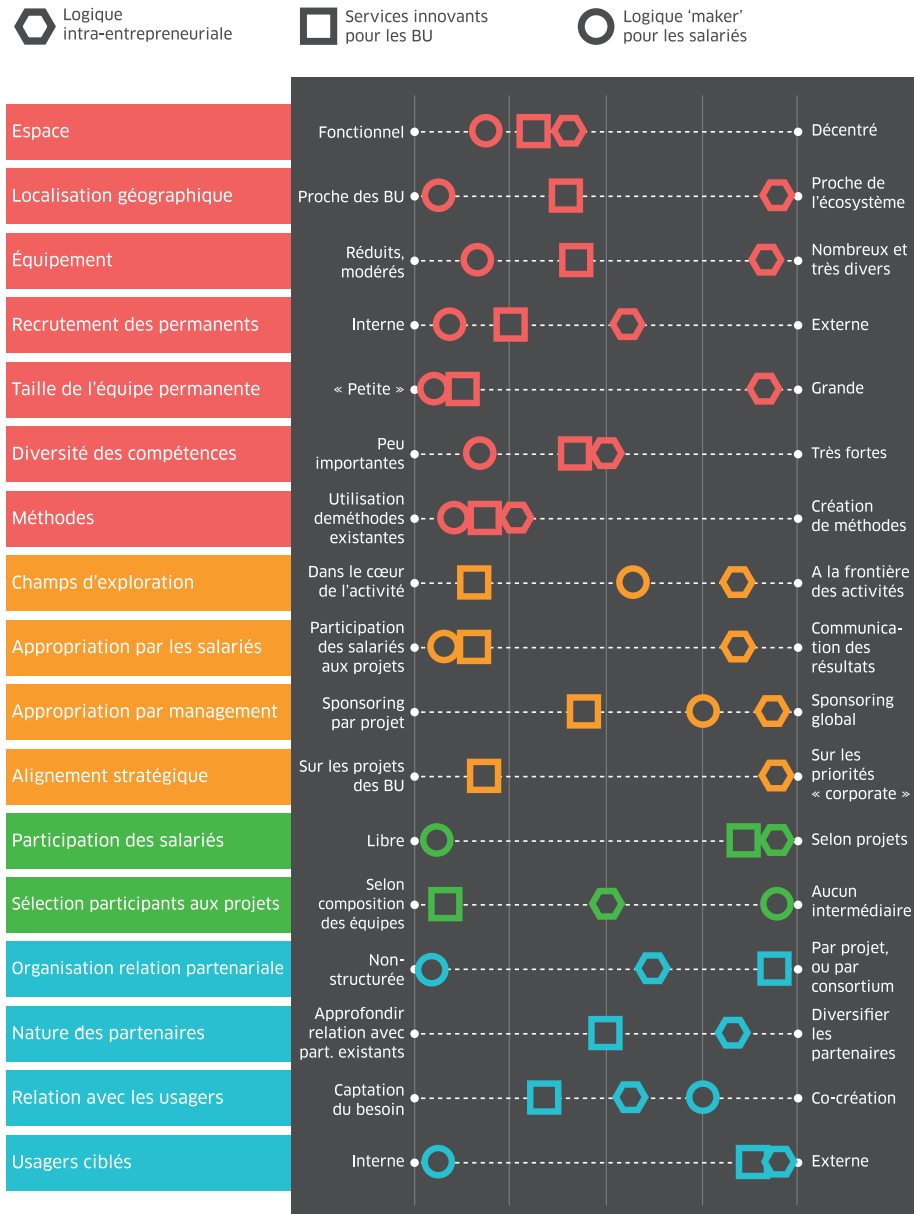 Logique
intra-entrepreneuriale
Services innovants
pour les BU
Logique ‘maker’
pour les salariés
Espace
Fonctionnel
Décentré
Localisation géographique
Proche des BU
Proche de
l’écosystème
Équipement
Réduits,
modérés
Nombreux et
très divers
Recrutement des permanents
Interne
Externe
Taille de l’équipe permanente
« Petite »
Grande
Diversité des compétences
Peu
importantes
Très fortes
Méthodes
Utilisation
deméthodes
existantes
Création
de méthodes
Champs d’exploration
Dans le cœur
de l’activité
A la frontière
des activités
Appropriation par les salariés
Participation
des salariés
aux projets
Communica-
tion des
résultats
Appropriation par management
Sponsoring
par projet
Sponsoring
global
Alignement stratégique
Sur les projets
des BU
Sur les
priorités
« corporate »
Participation des salariés
Libre
Selon projets
Sélection participants aux projets
Selon
composition
des équipes
Aucun
intermédiaire
Organisation relation partenariale
Non-
structurée
Par projet,
ou par
consortium
Nature des partenaires
Approfondir
relation avec
part. existants
Diversifier
les
partenaires
Relation avec les usagers
Captation
du besoin
Co-création
Usagers ciblés
Interne
Externe